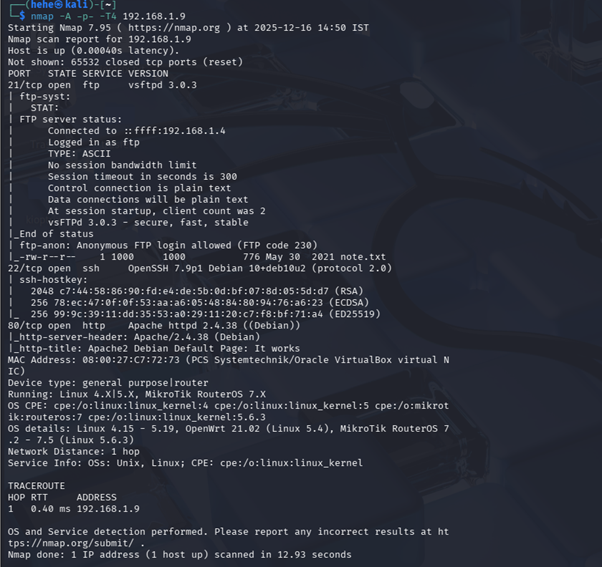 ┌──(hehe㉿kali)-[~]
└─$ nmap -A -p- -T4 192.168.1.9
Starting Nmap 7.95 ( https://nmap.org ) at 2025-12-16 14:50 IST
Nmap scan report for 192.168.1.9
Host is up (0.00040s latency).
Not shown: 65532 closed tcp ports (reset)
PORT   STATE SERVICE VERSION
21/tcp open  ftp     vsftpd 3.0.3
| ftp-syst:
|   STAT:
| FTP server status:
|      Connected to ::ffff:192.168.1.4
|      Logged in as ftp
|      TYPE: ASCII
|      No session bandwidth limit
|      Session timeout in seconds is 300
|      Control connection is plain text
|      Data connections will be plain text
|      At session startup, client count was 2
|      vsFTPd 3.0.3 - secure, fast, stable
|_End of status
| ftp-anon: Anonymous FTP login allowed (FTP code 230)
|_-rw-r--r--    1 1000     1000          776 May 30  2021 note.txt
22/tcp open  ssh     OpenSSH 7.9p1 Debian 10+deb10u2 (protocol 2.0)
| ssh-hostkey:
|   2048 c7:44:58:86:90:fd:e4:de:5b:0d:bf:07:8d:05:5d:d7 (RSA)
|   256 78:ec:47:0f:0f:53:aa:a6:05:48:84:80:94:76:a6:23 (ECDSA)
|_  256 99:9c:39:11:dd:35:53:a0:29:11:20:c7:f8:bf:71:a4 (ED25519)
80/tcp open  http    Apache httpd 2.4.38 ((Debian))
|_http-server-header: Apache/2.4.38 (Debian)
|_http-title: Apache2 Debian Default Page: It works
MAC Address: 08:00:27:C7:72:73 (PCS Systemtechnik/Oracle VirtualBox virtual N
IC)
Device type: general purpose|router
Running: Linux 4.X|5.X, MikroTik RouterOS 7.X
OS CPE: cpe:/o:linux:linux_kernel:4 cpe:/o:linux:linux_kernel:5 cpe:/o:mikrot
ik:routeros:7 cpe:/o:linux:linux_kernel:5.6.3
OS details: Linux 4.15 - 5.19, OpenWrt 21.02 (Linux 5.4), MikroTik RouterOS 7
.2 - 7.5 (Linux 5.6.3)
Network Distance: 1 hop
Service Info: OSs: Unix, Linux; CPE: cpe:/o:linux:linux_kernel
TRACEROUTE
HOP RTT     ADDRESS
1   0.40 ms 192.168.1.9
OS and Service detection performed. Please report any incorrect results at ht
tps://nmap.org/submit/ .
Nmap done: 1 IP address (1 host up) scanned in 12.93 seconds